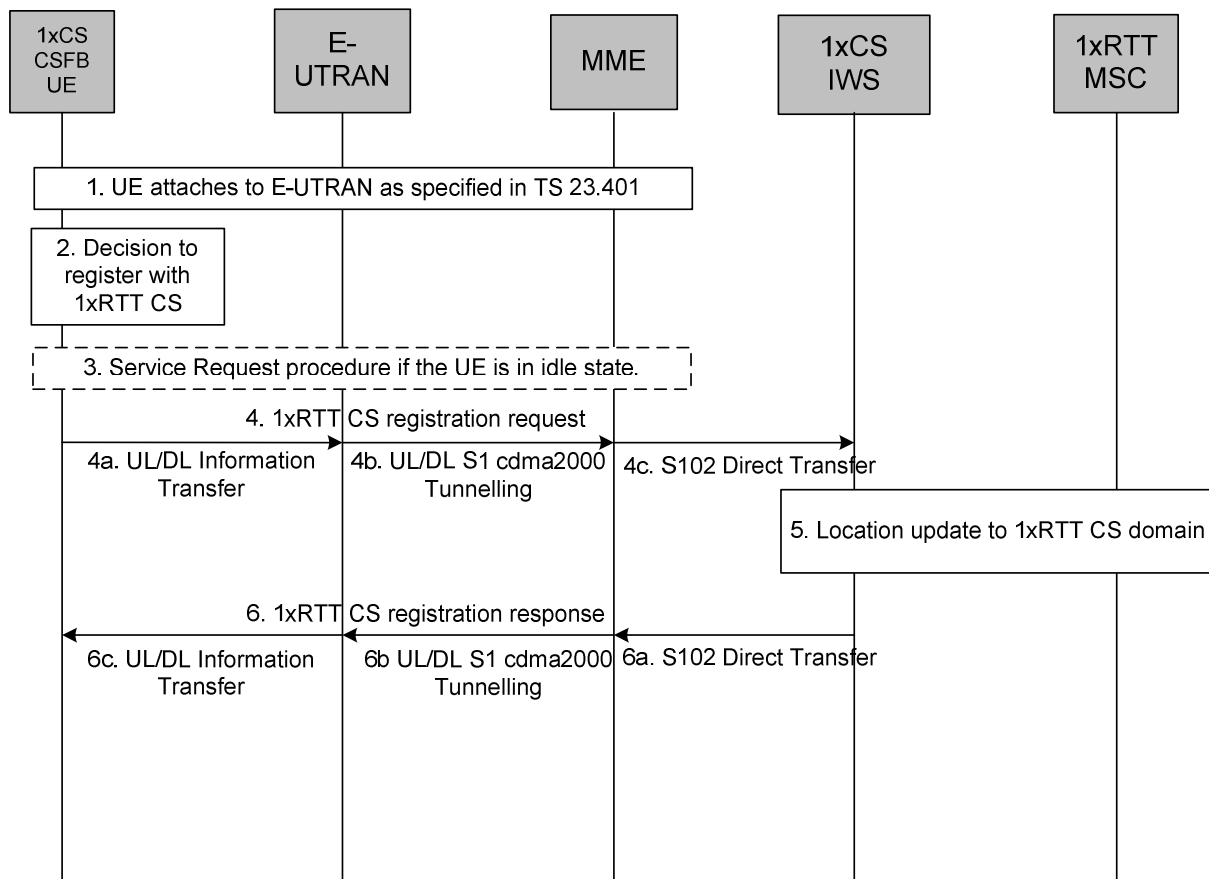 1xCS
CSFB
UE
E-
UTRAN
MME
1xCS
IWS
1xRTT
MSC
1. UE attaches to E-UTRAN as specified in TS 23.401
2. Decision to
register with
1xRTT CS
3. Service Request procedure if the UE is in idle state.
4. 1xRTT CS registration request
4a. UL/DL Information
Transfer
4b. UL/DL S1 cdma2000
Tunnelling
4c. S102 Direct Transfer
5. Location update to 1xRTT CS domain
6. 1xRTT CS registration response
6c. UL/DL Information
Transfer
6b UL/DL S1 cdma2000
Tunnelling
6a. S102 Direct Transfer